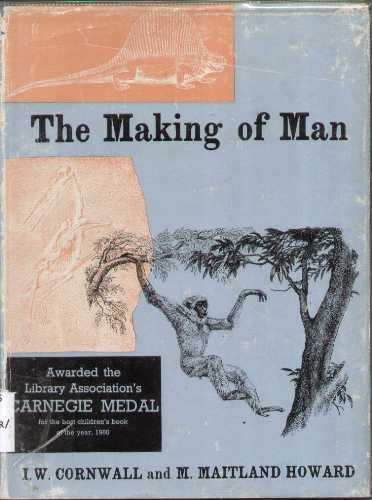 The Making of Man
Awarded the
Library Association's
CARNEGIE MEDAL
for the best children's book
of the year, 1960
I. W. CORNWALL and M. MAITLAND HOWARD